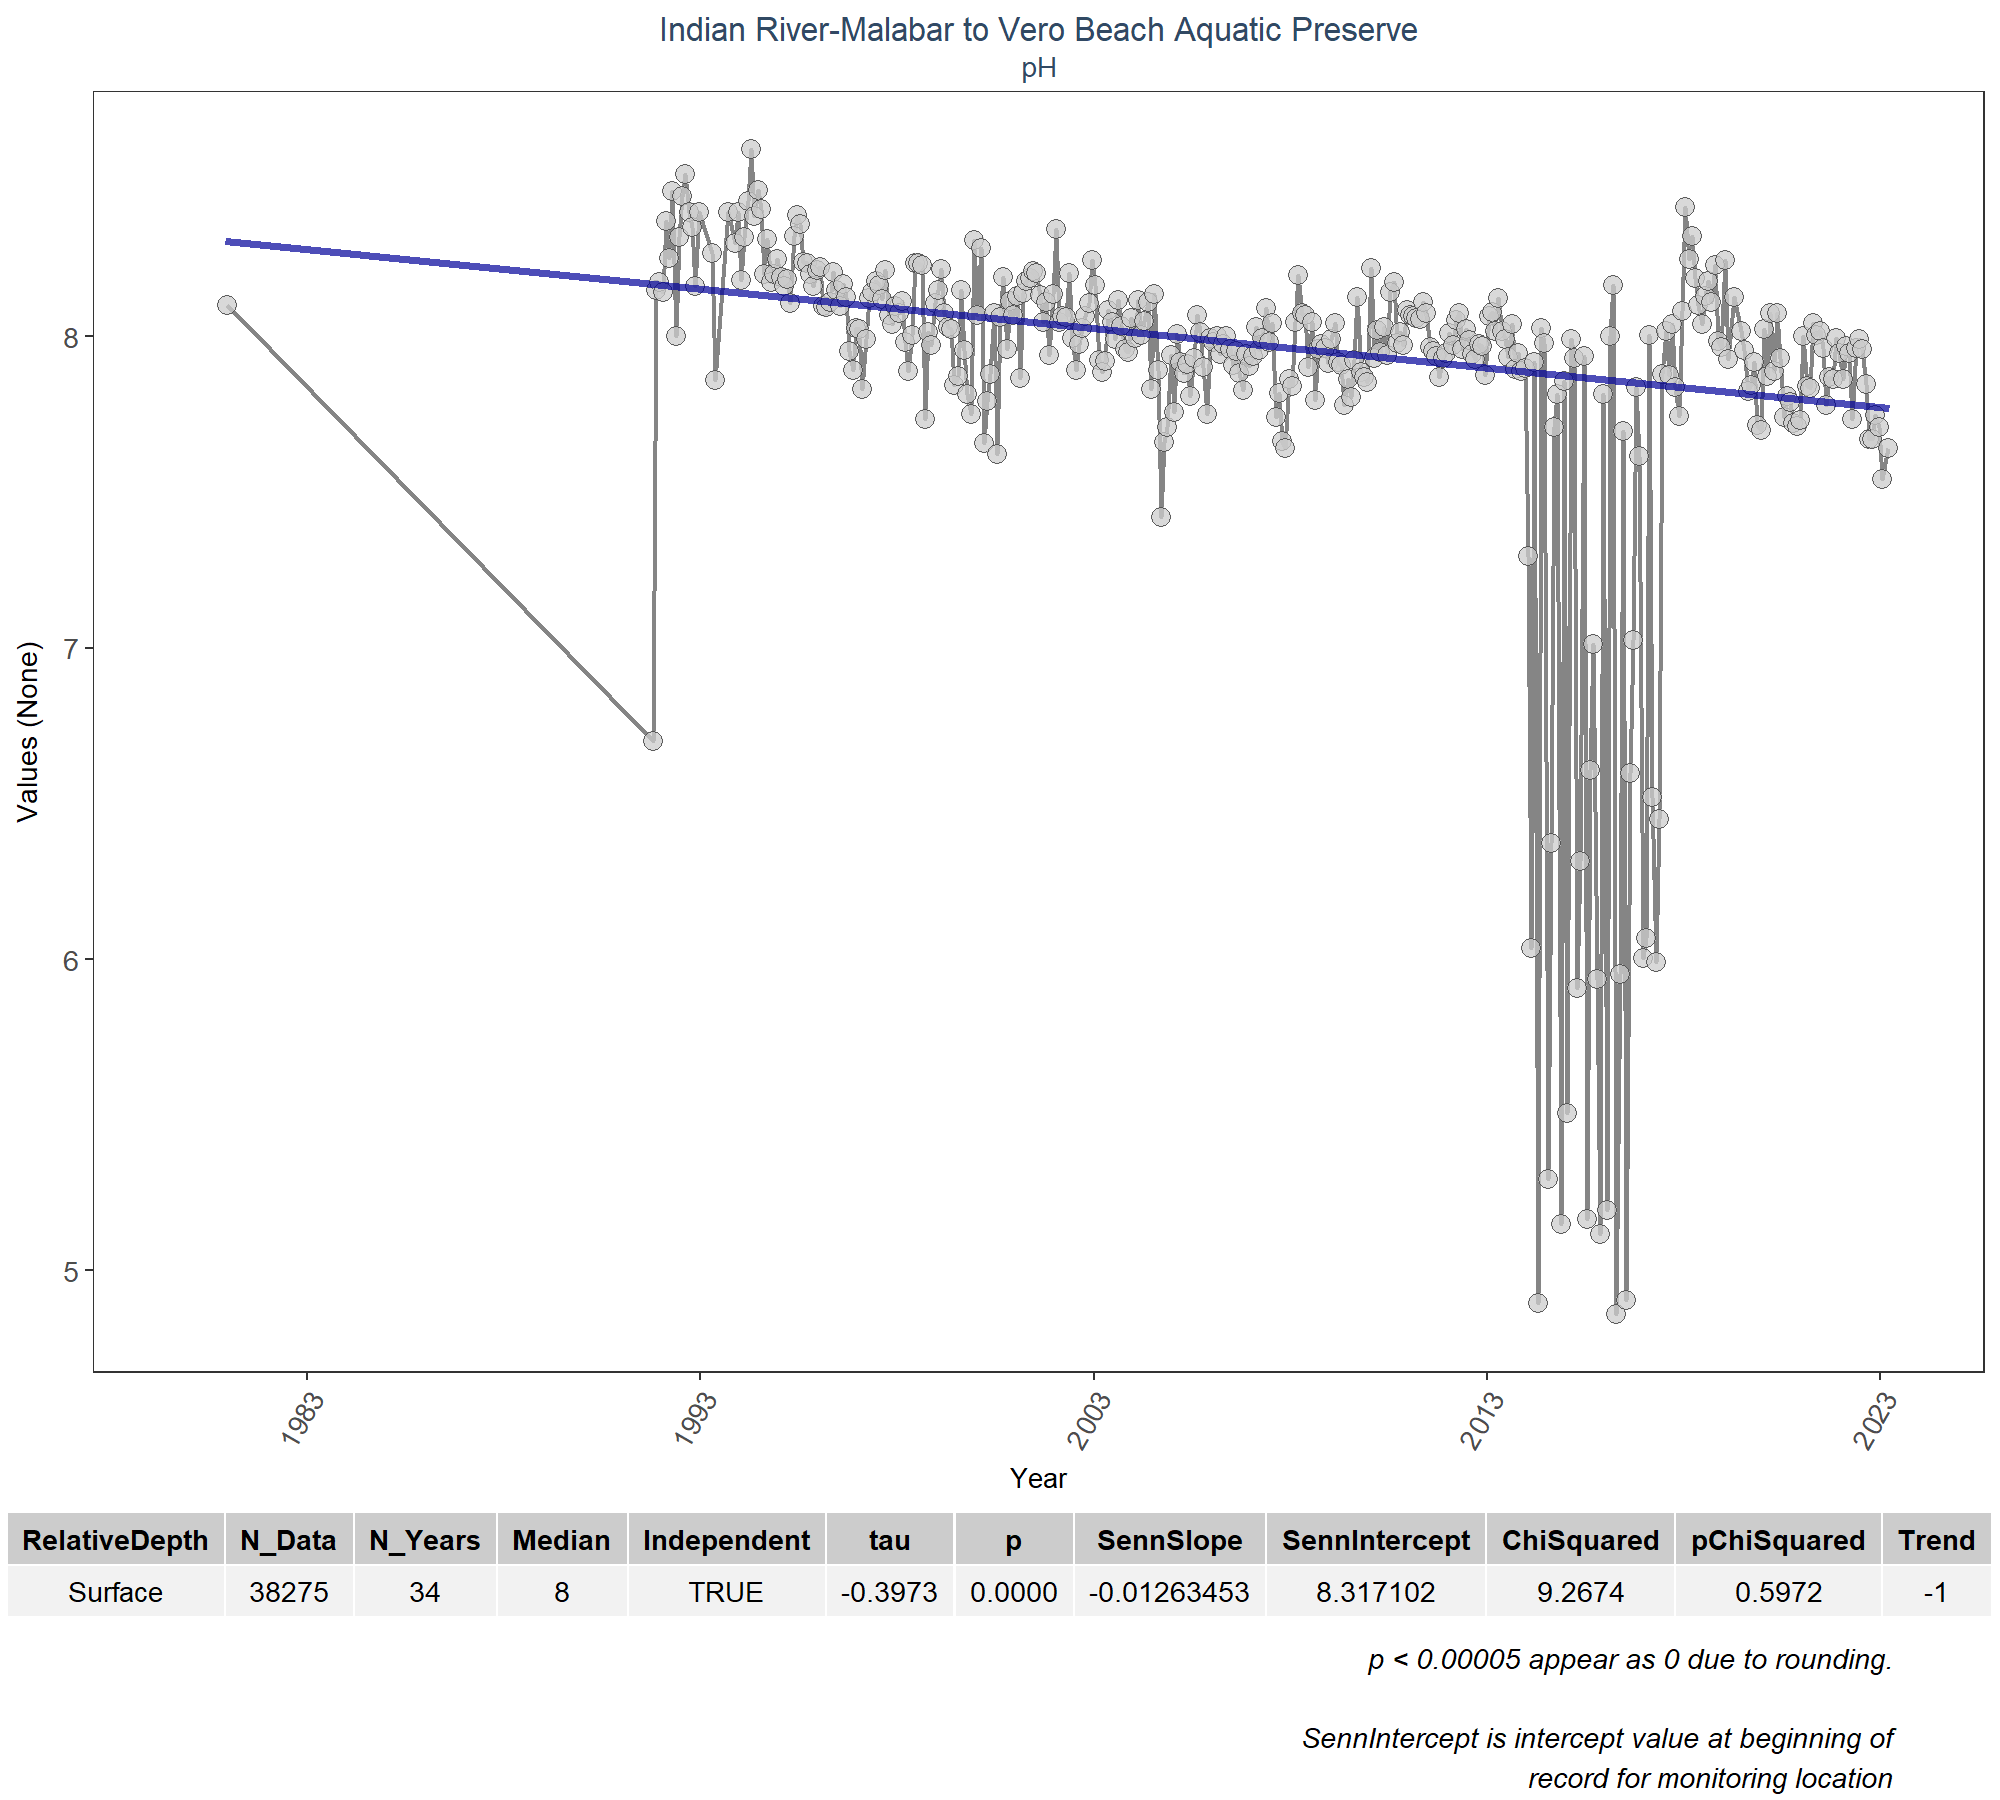 Indian River-Malabar to Vero Beach Aquatic Preserve
pH
Values (None)
8
7
6
5
1983
1993
2003
2013
2023
Year
RelativeDepth N_Data N_Years Median Independent tau p SennSlope SennIntercept ChiSquared pChiSquared Trend
Surface 38275 34 8 TRUE -0.3973 0.0000 -0.01263453 8.317102 9.2674 0.5972 -1
p < 0.00005 appear as 0 due to rounding.
SennIntercept is intercept value at beginning of
record for monitoring location